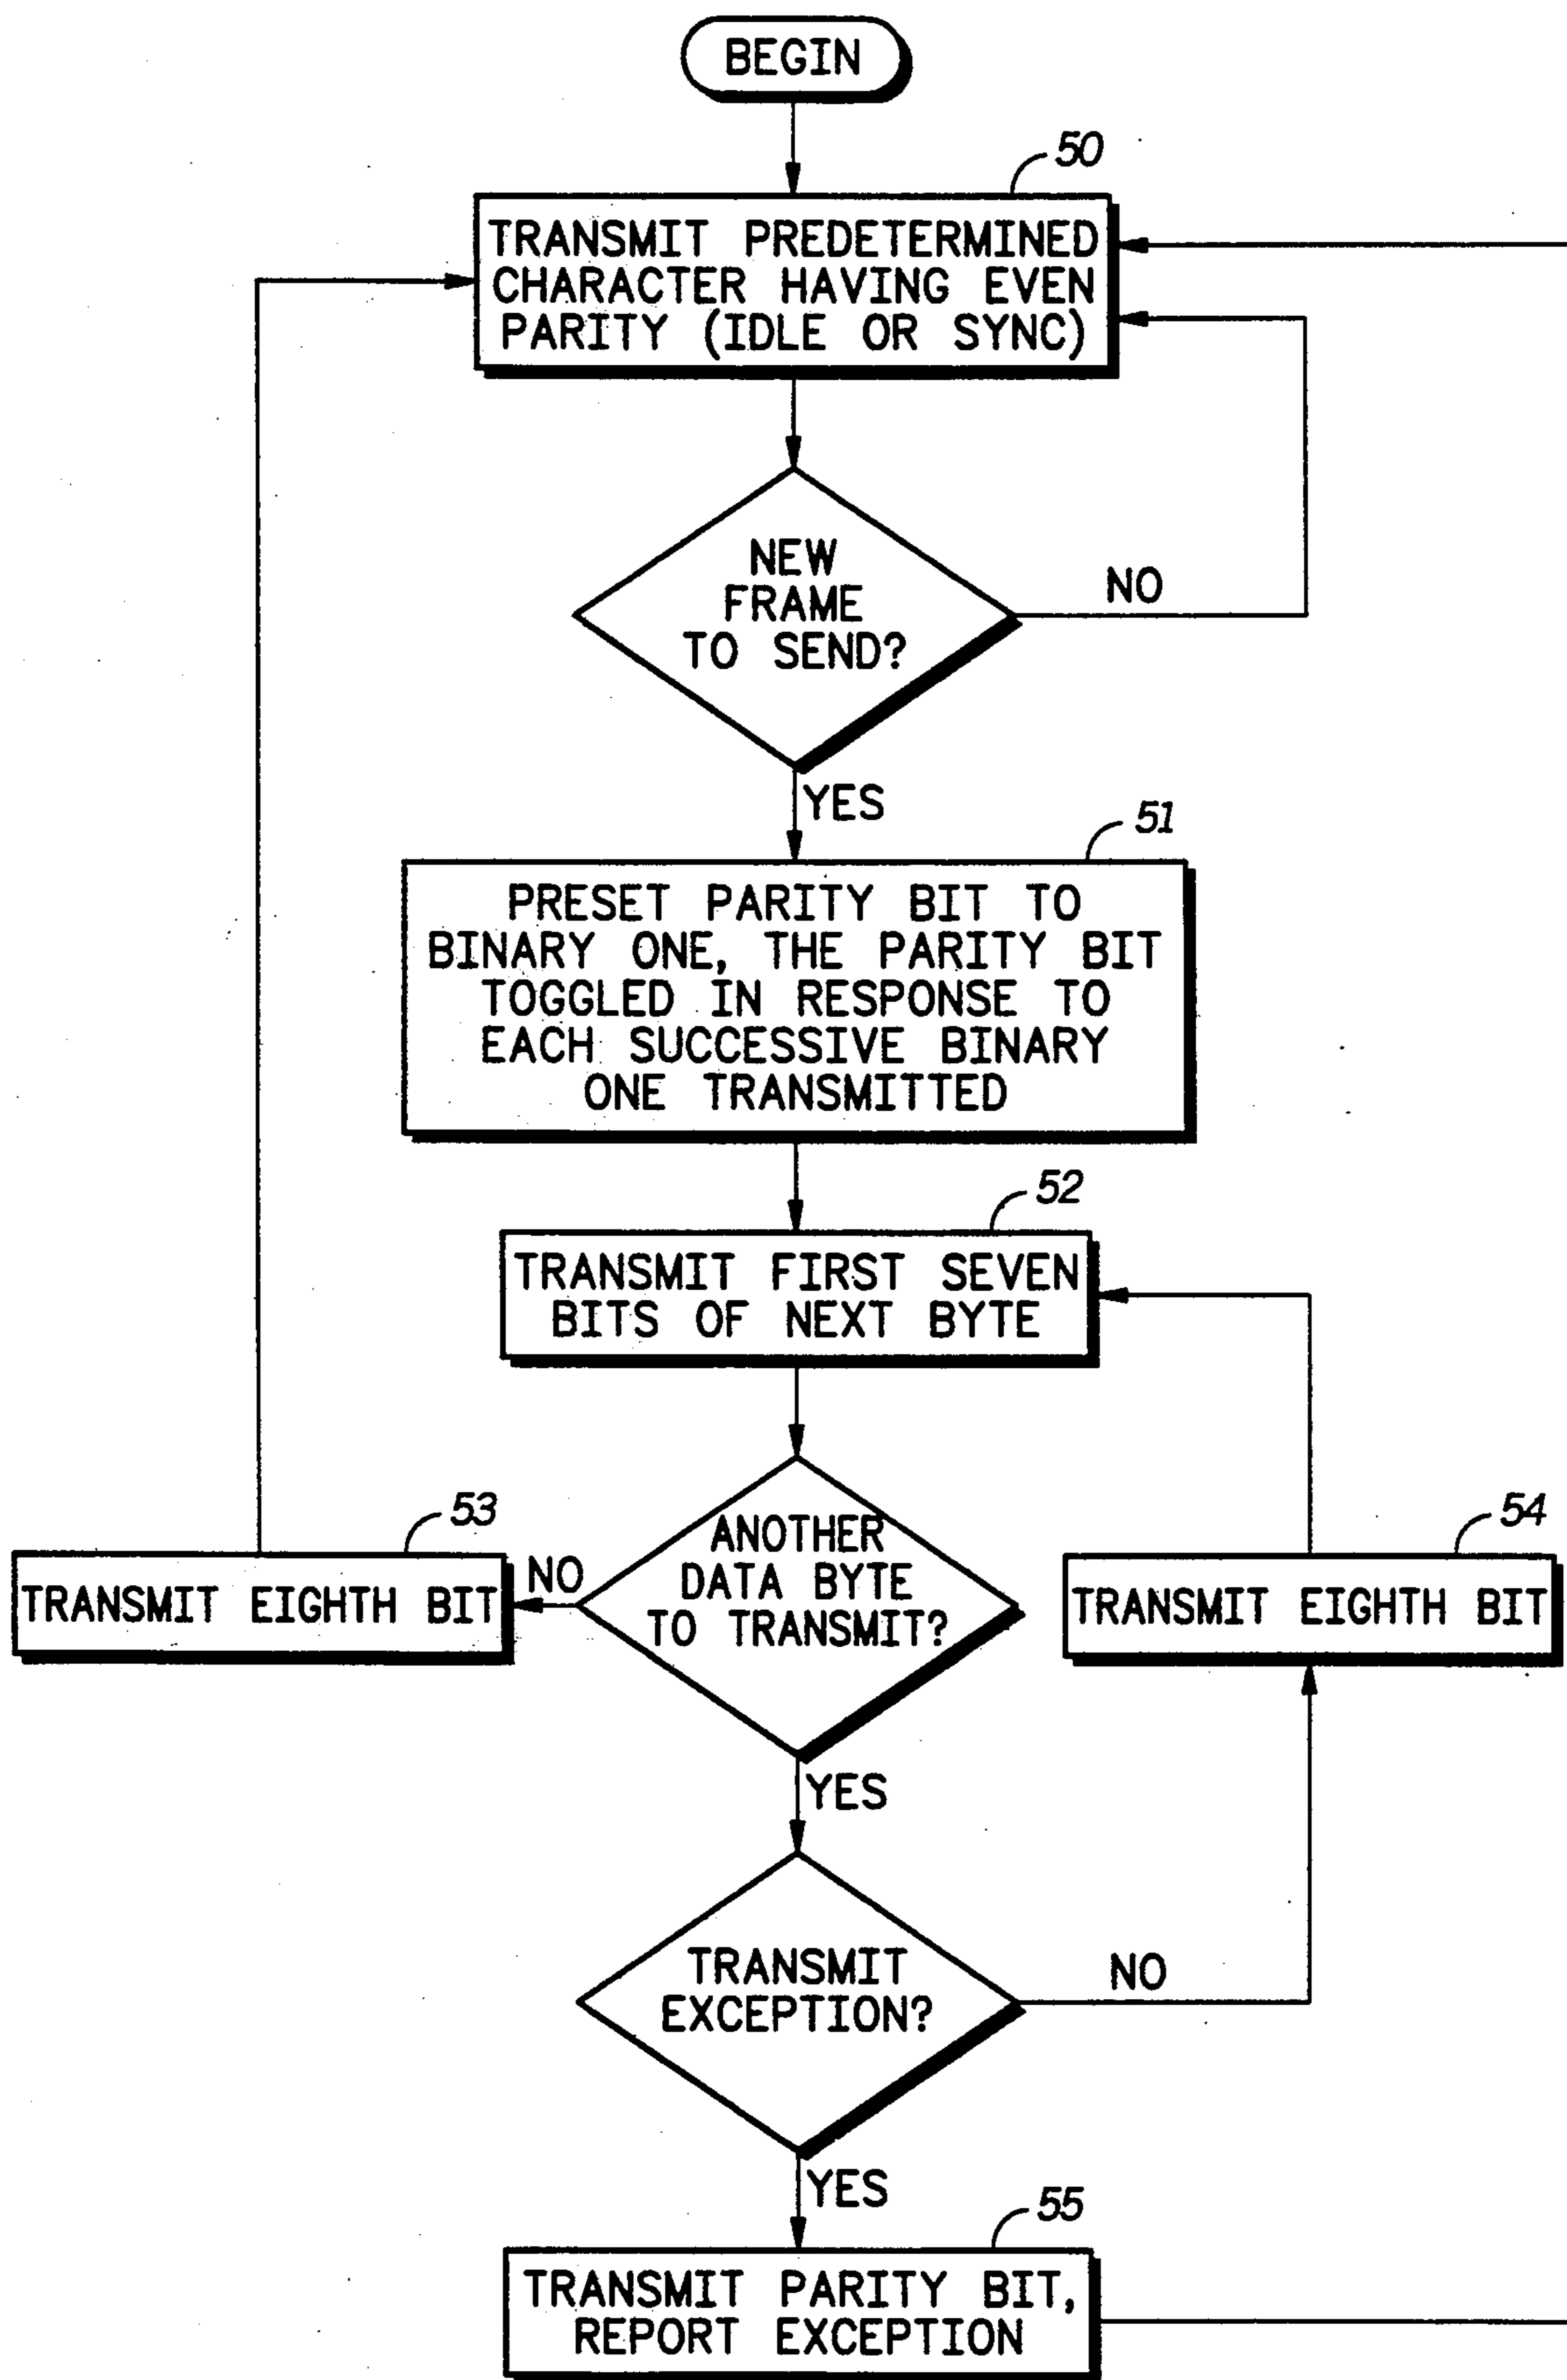 BEGIN
50
TRANSMIT PREDETERMINED
CHARACTER HAVING EVEN
PARITY (IDLE OR SYNC)
NEW
FRAME
TO SEND?
NO
YES
51
PRESET PARITY BIT TO
BINARY ONE, THE PARITY BIT
TOGGLED IN RESPONSE TO
EACH SUCCESSIVE BINARY
ONE TRANSMITTED
52
TRANSMIT FIRST SEVEN
BITS OF NEXT BYTE
53
TRANSMIT EIGHTH BIT
NO
ANOTHER
DATA BYTE
TO TRANSMIT?
54
TRANSMIT EIGHTH BIT
YES
TRANSMIT
EXCEPTION?
NO
YES
55
TRANSMIT PARITY BIT,
REPORT EXCEPTION